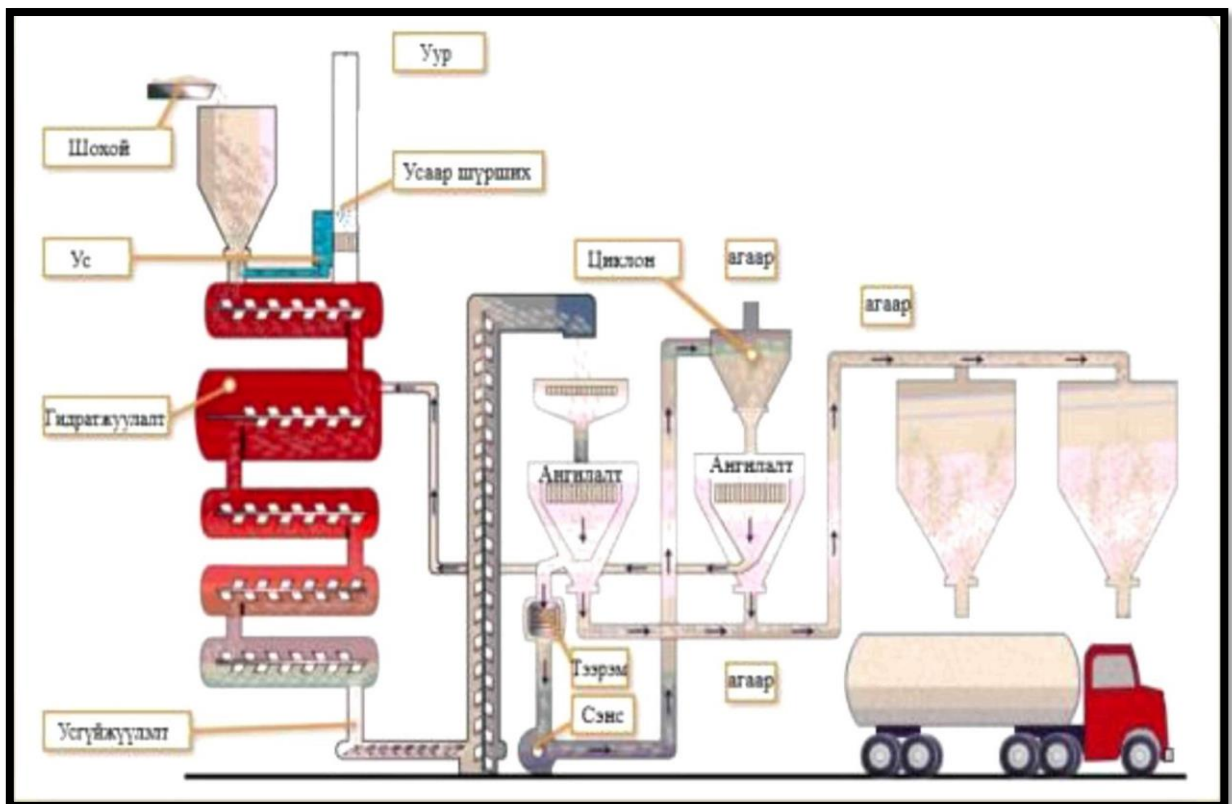 Уур
Шохой
Усаар шүрших
Ус
Циклон
агаар
агаар
Гидратжуулалт
Ангилалт
Ангилалт
Тээрэм
агаар
Сэнс
Усгүйжүүлэлт